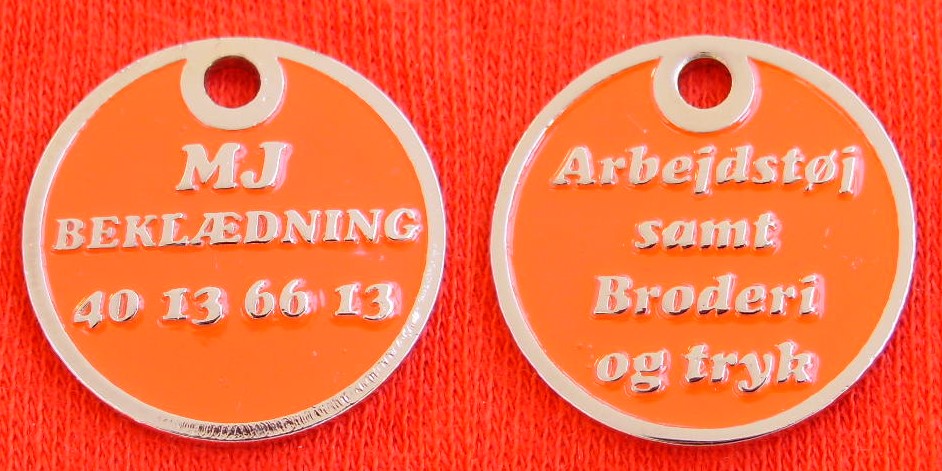 MJ
BEKLÆDNING
40 13 66 13
Arbejdstøj
samt
Broderi
og tryk